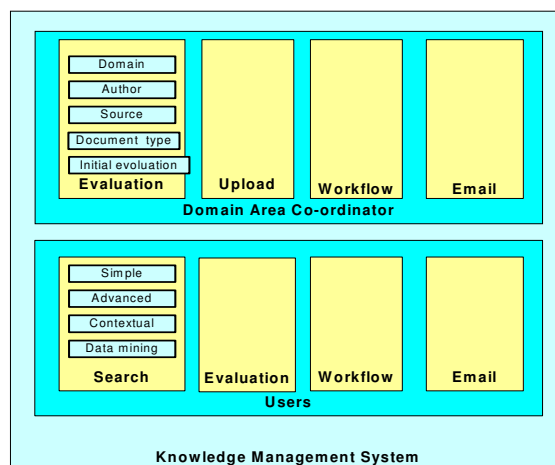 Domain
Author
Source
Document type
Initial evoluation
Evaluation
Upload
Workflow
Email
Domain Area Co-ordinator
Simple
Advanced
Contextual
Data mining
Search
Evaluation
Workflow
Email
Users
Knowledge Management System